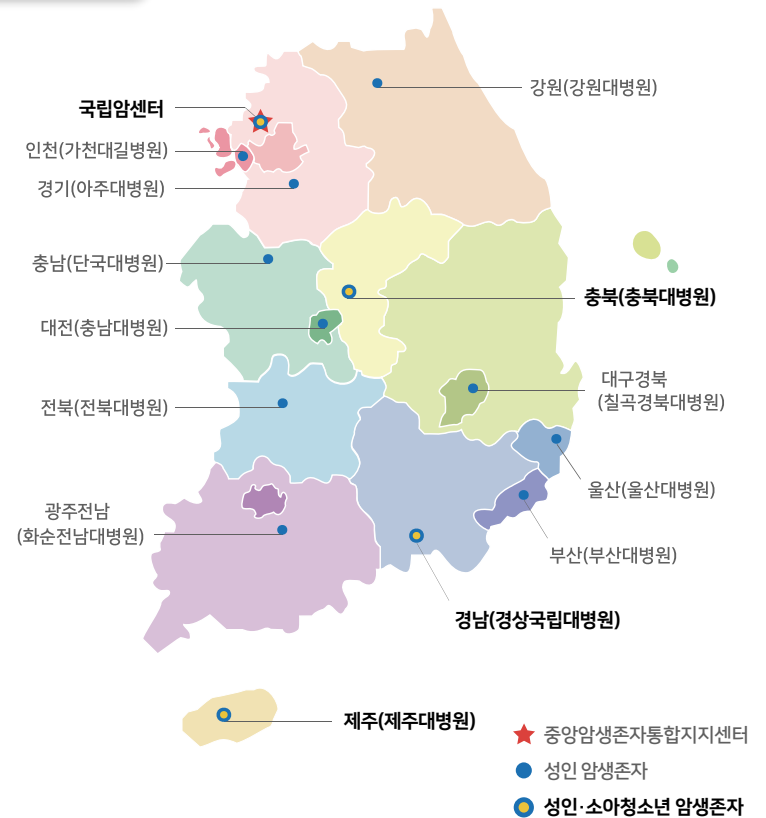 강원(강원대병원)
국립암센터
인천(가천대길병원)
경기(아주대병원)
충남(단국대병원)
충북(충북대병원)
대전(충남대병원)
대구경북
(칠곡경북대병원)
전북(전북대병원)
울산(울산대병원)
광주전남
(화순전남대병원)
부산(부산대병원)
경남(경상국립대병원)
제주(제주대병원)
중앙암생존자통합지지센터
성인 암생존자
성인·소아청소년 암생존자